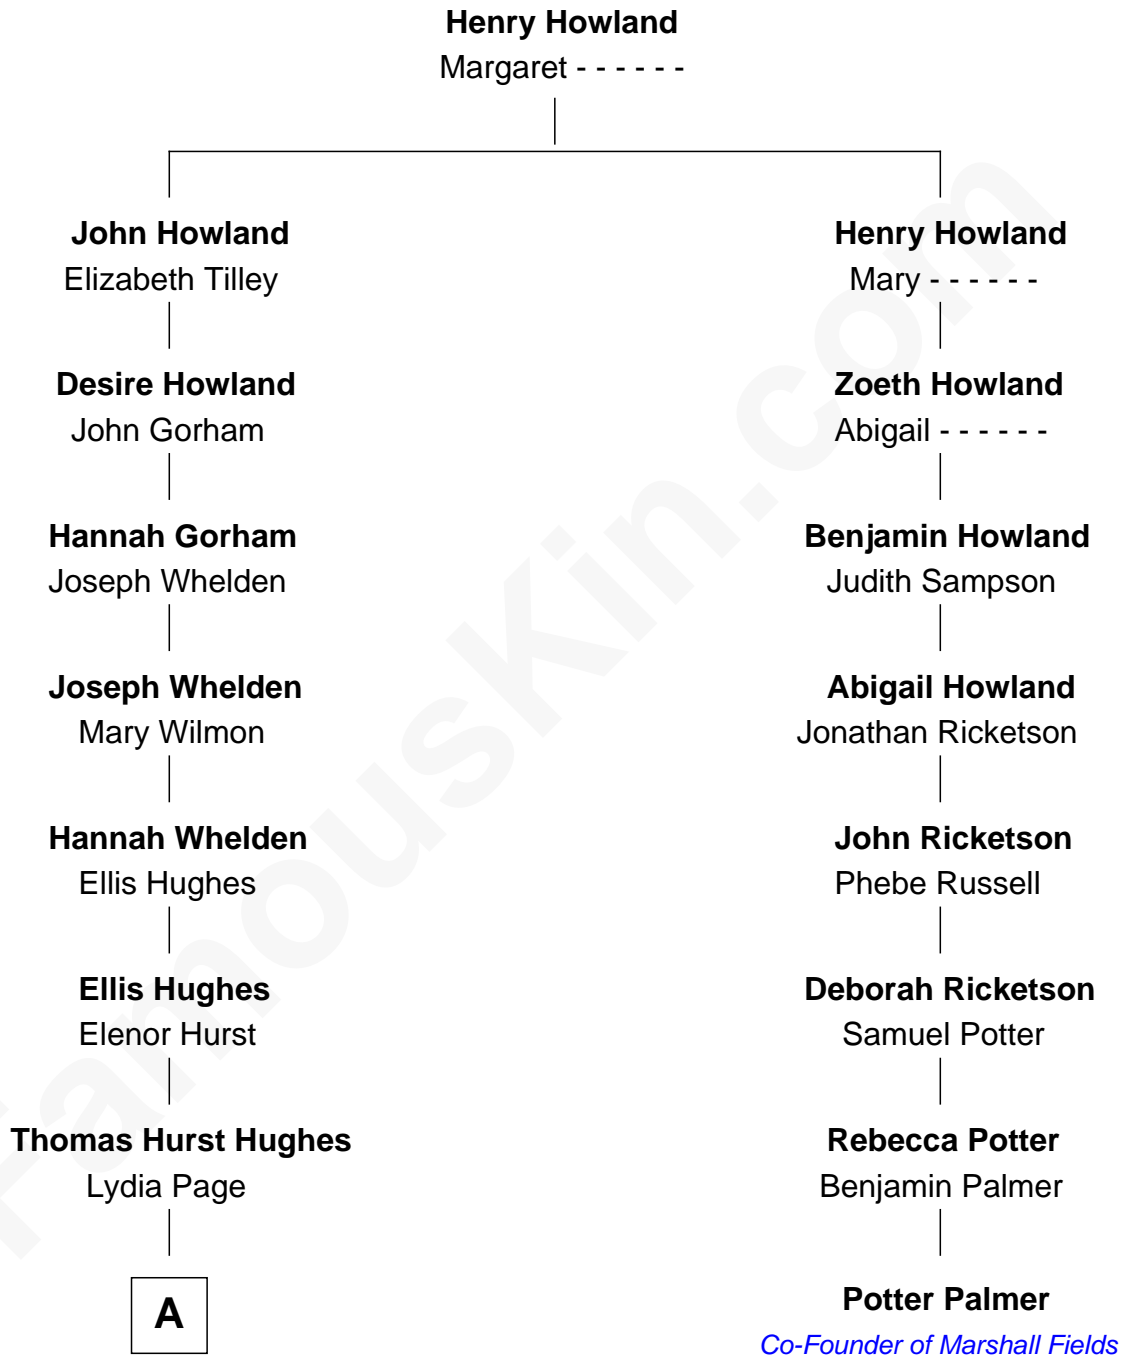 Henry Howland
Margaret - - - - - -
John Howland
Elizabeth Tilley
Henry Howland
Mary - - - - - -
Desire Howland
John Gorham
Zoeth Howland
Abigail - - - - - -
Hannah Gorham
Joseph Whelden
Benjamin Howland
Judith Sampson
Joseph Whelden
Mary Wilmon
Abigail Howland
Jonathan Ricketson
Hannah Whelden
Ellis Hughes
John Ricketson
Phebe Russell
Ellis Hughes
Elenor Hurst
Deborah Ricketson
Samuel Potter
Thomas Hurst Hughes
Lydia Page
Rebecca Potter
Benjamin Palmer
A
Potter Palmer
Co-Founder of Marshall Fields
FamousKin.com